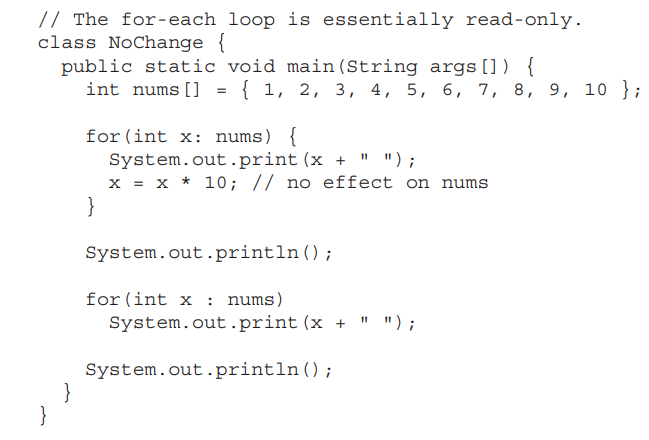 // The for-each loop is essentially read-only.
class NoChange {
public static void main(String args[]) {
int nums[] = { 1, 2, 3, 4, 5, 6, 7, 8, 9, 10 };
for(int x: nums) {
System.out.print(x + " ");
x = x * 10; // no effect on nums
}
System.out.println();
for(int x : nums)
System.out.print(x + " ");
System.out.println();
}
}